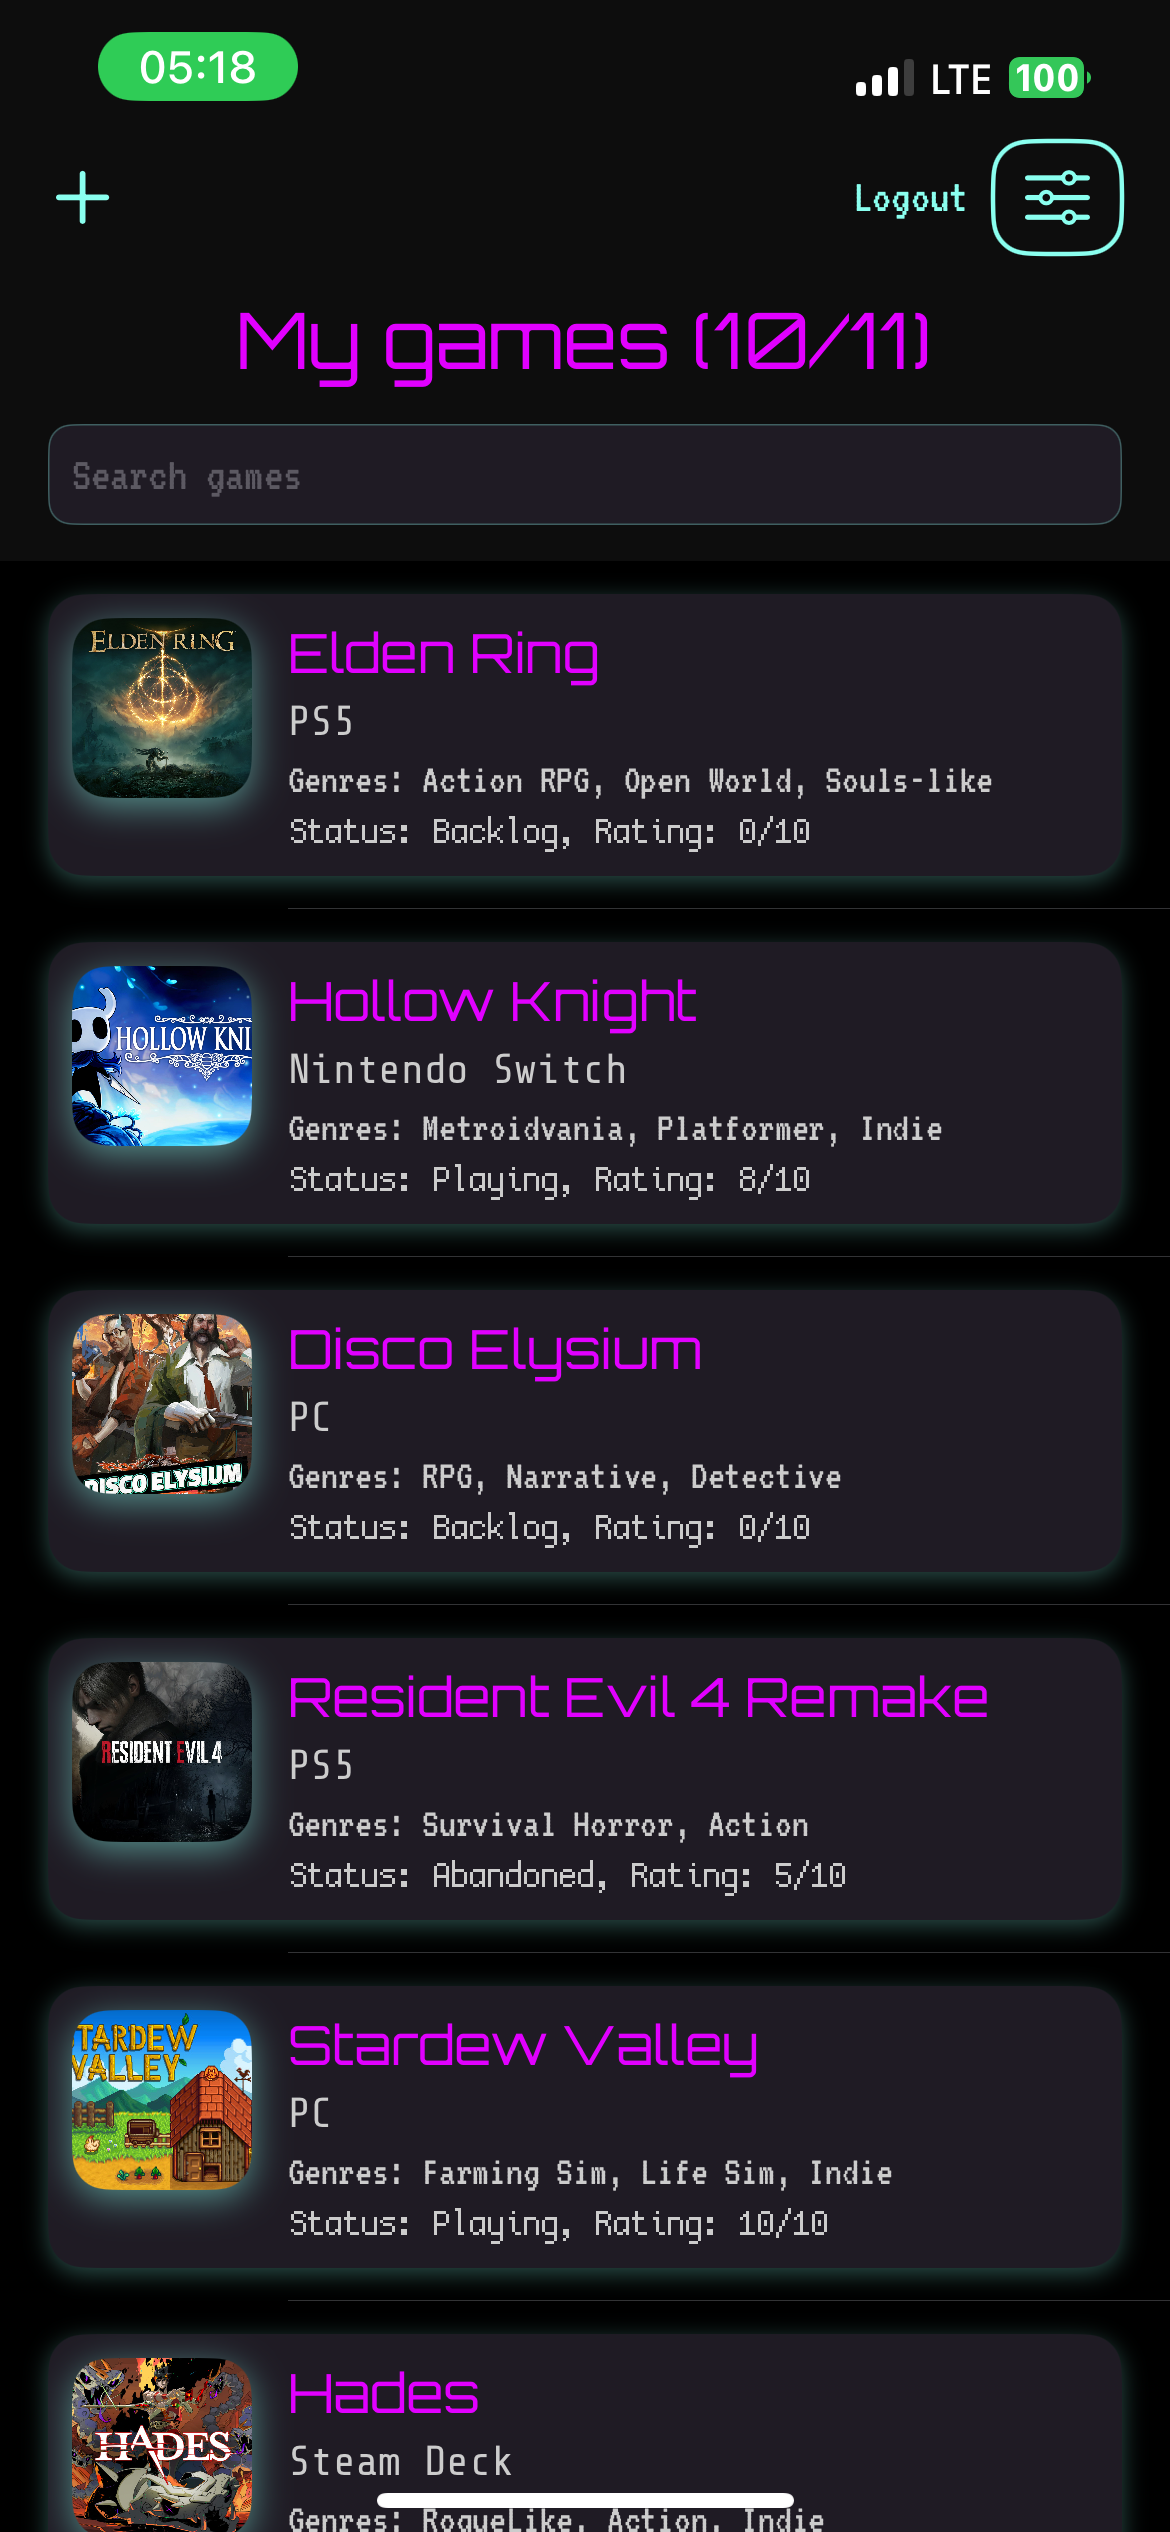 05:18
LTE 100
Logout
My games (10/11)
Search games
ELDEN RING
Elden Ring
PS5
Genres: Action RPG, Open World, Souls-like
Status: Backlog, Rating: 0/10
HOLLOW KNI
Hollow Knight
Nintendo Switch
Genres: Metroidvania, Platformer, Indie
Status: Playing, Rating: 8/10
DISCO ELYSIUM
Disco Elysium
PC
Genres: RPG, Narrative, Detective
Status: Backlog, Rating: 0/10
RESIDENT EVIL 4
Resident Evil 4 Remake
PS5
Genres: Survival Horror, Action
Status: Abandoned, Rating: 5/10
TARDEW
VALLEY
Stardew Valley
PC
Genres: Farming Sim, Life Sim, Indie
Status: Playing, Rating: 10/10
HADES
Hades
Steam Deck
Genres: RogueLike, Action, Indie